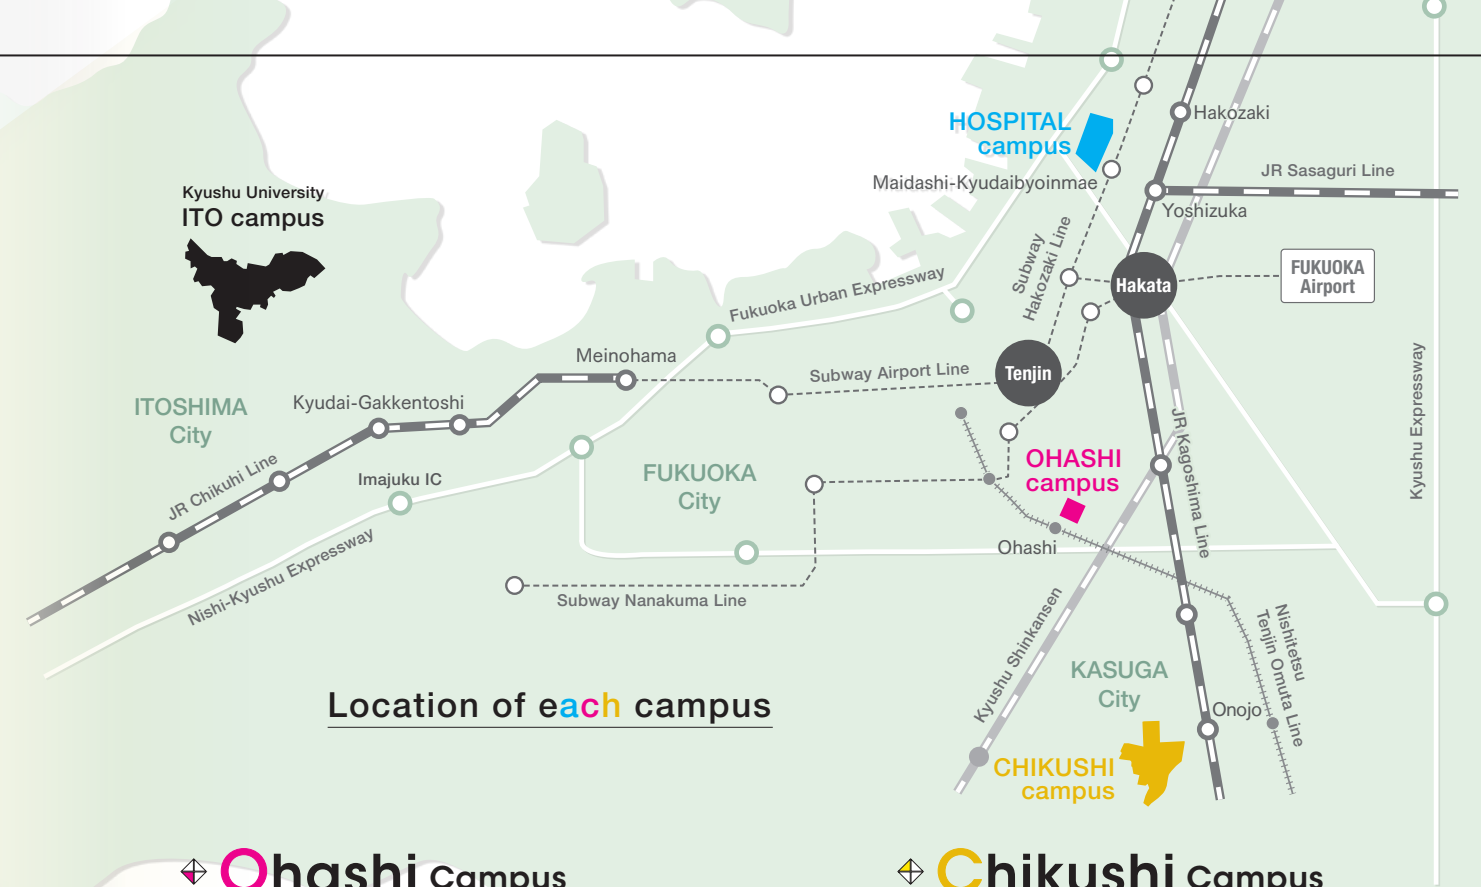 HOSPITAL
campus
Hakozaki
Maidashi-Kyudaibyoinmae
JR Sasaguri Line
Yoshizuka
Kyushu University
ITO campus
Subway
Hakozaki Line
FUKUOKA
Airport
Hakata
Fukuoka Urban Expressway
Meinohama
Subway Airport Line
Tenjin
ITOSHIMA
City
Kyudai-Gakkentoshi
JR Chikuhi Line
Imajuku IC
FUKUOKA
City
OHASHI
campus
JR Kagoshima Line
Kyushu Expressway
Nishi-Kyushu Expressway
Ohashi
Subway Nanakuma Line
Kyushu Shinkansen
Nishitetsu
Tenjin Omuta Line
KASUGA
City
Onojo
Location of each campus
CHIKUSHI
campus
Ohashi Campus
Chikushi Campus